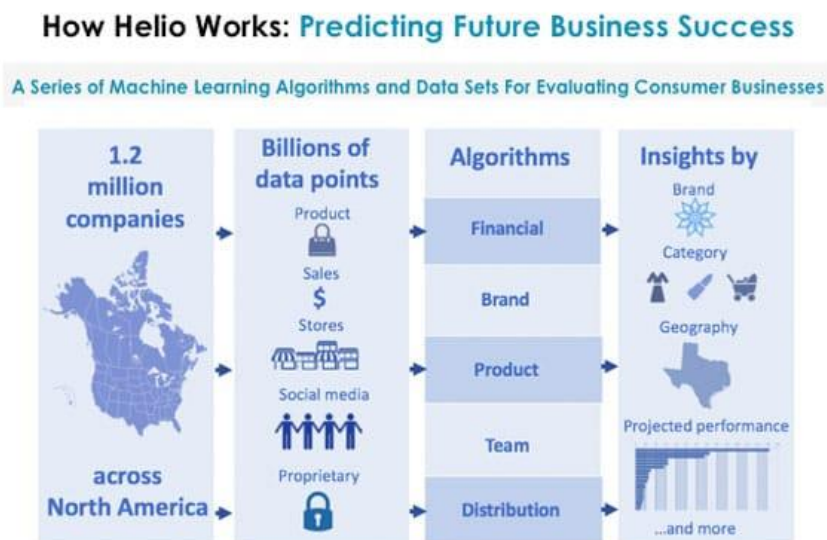 How Helio Works: Predicting Future Business Success
A Series of Machine Learning Algorithms and Data Sets For Evaluating Consumer Businesses
1.2
million
companies
across
North America
Billions of
data points
Product
Sales
$
Stores
Social media
Proprietary
Algorithms
Financial
Brand
Product
Team
Distribution
Insights by
Brand
Category
Geography
Projected performance
...and more